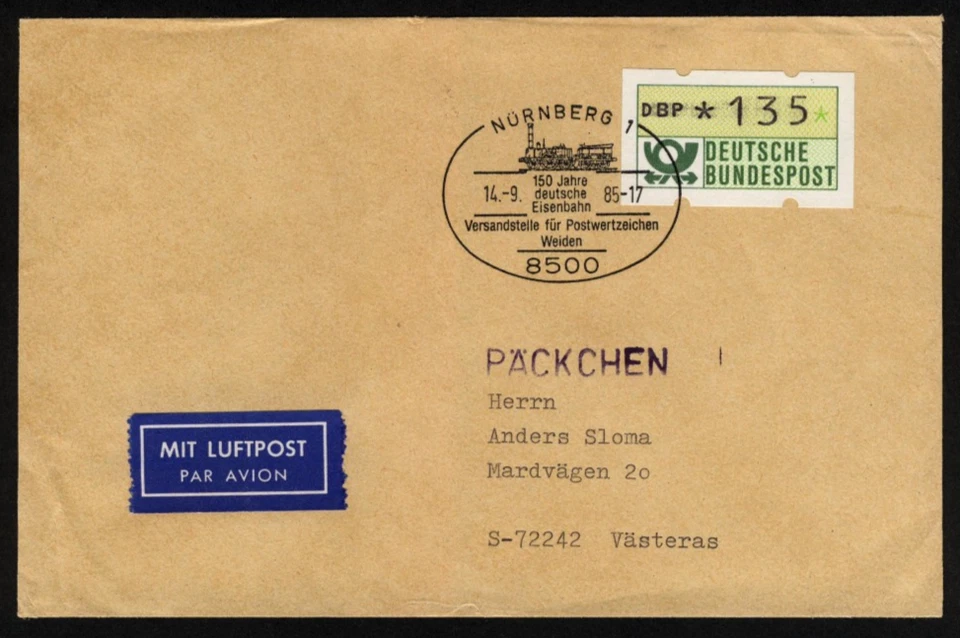 NÜRNBERG 1
150 Jahre
14.-9. deutsche 85-17
Eisenbahn
Versandstelle für Postwertzeichen
Weiden
8500
DBP *135*
DEUTSCHE
BUNDESPOST
PÄCKCHEN
Herrn
Anders Sloma
Mardvägen 2o
S-72242 Västeras
MIT LUFTPOST
PAR AVION